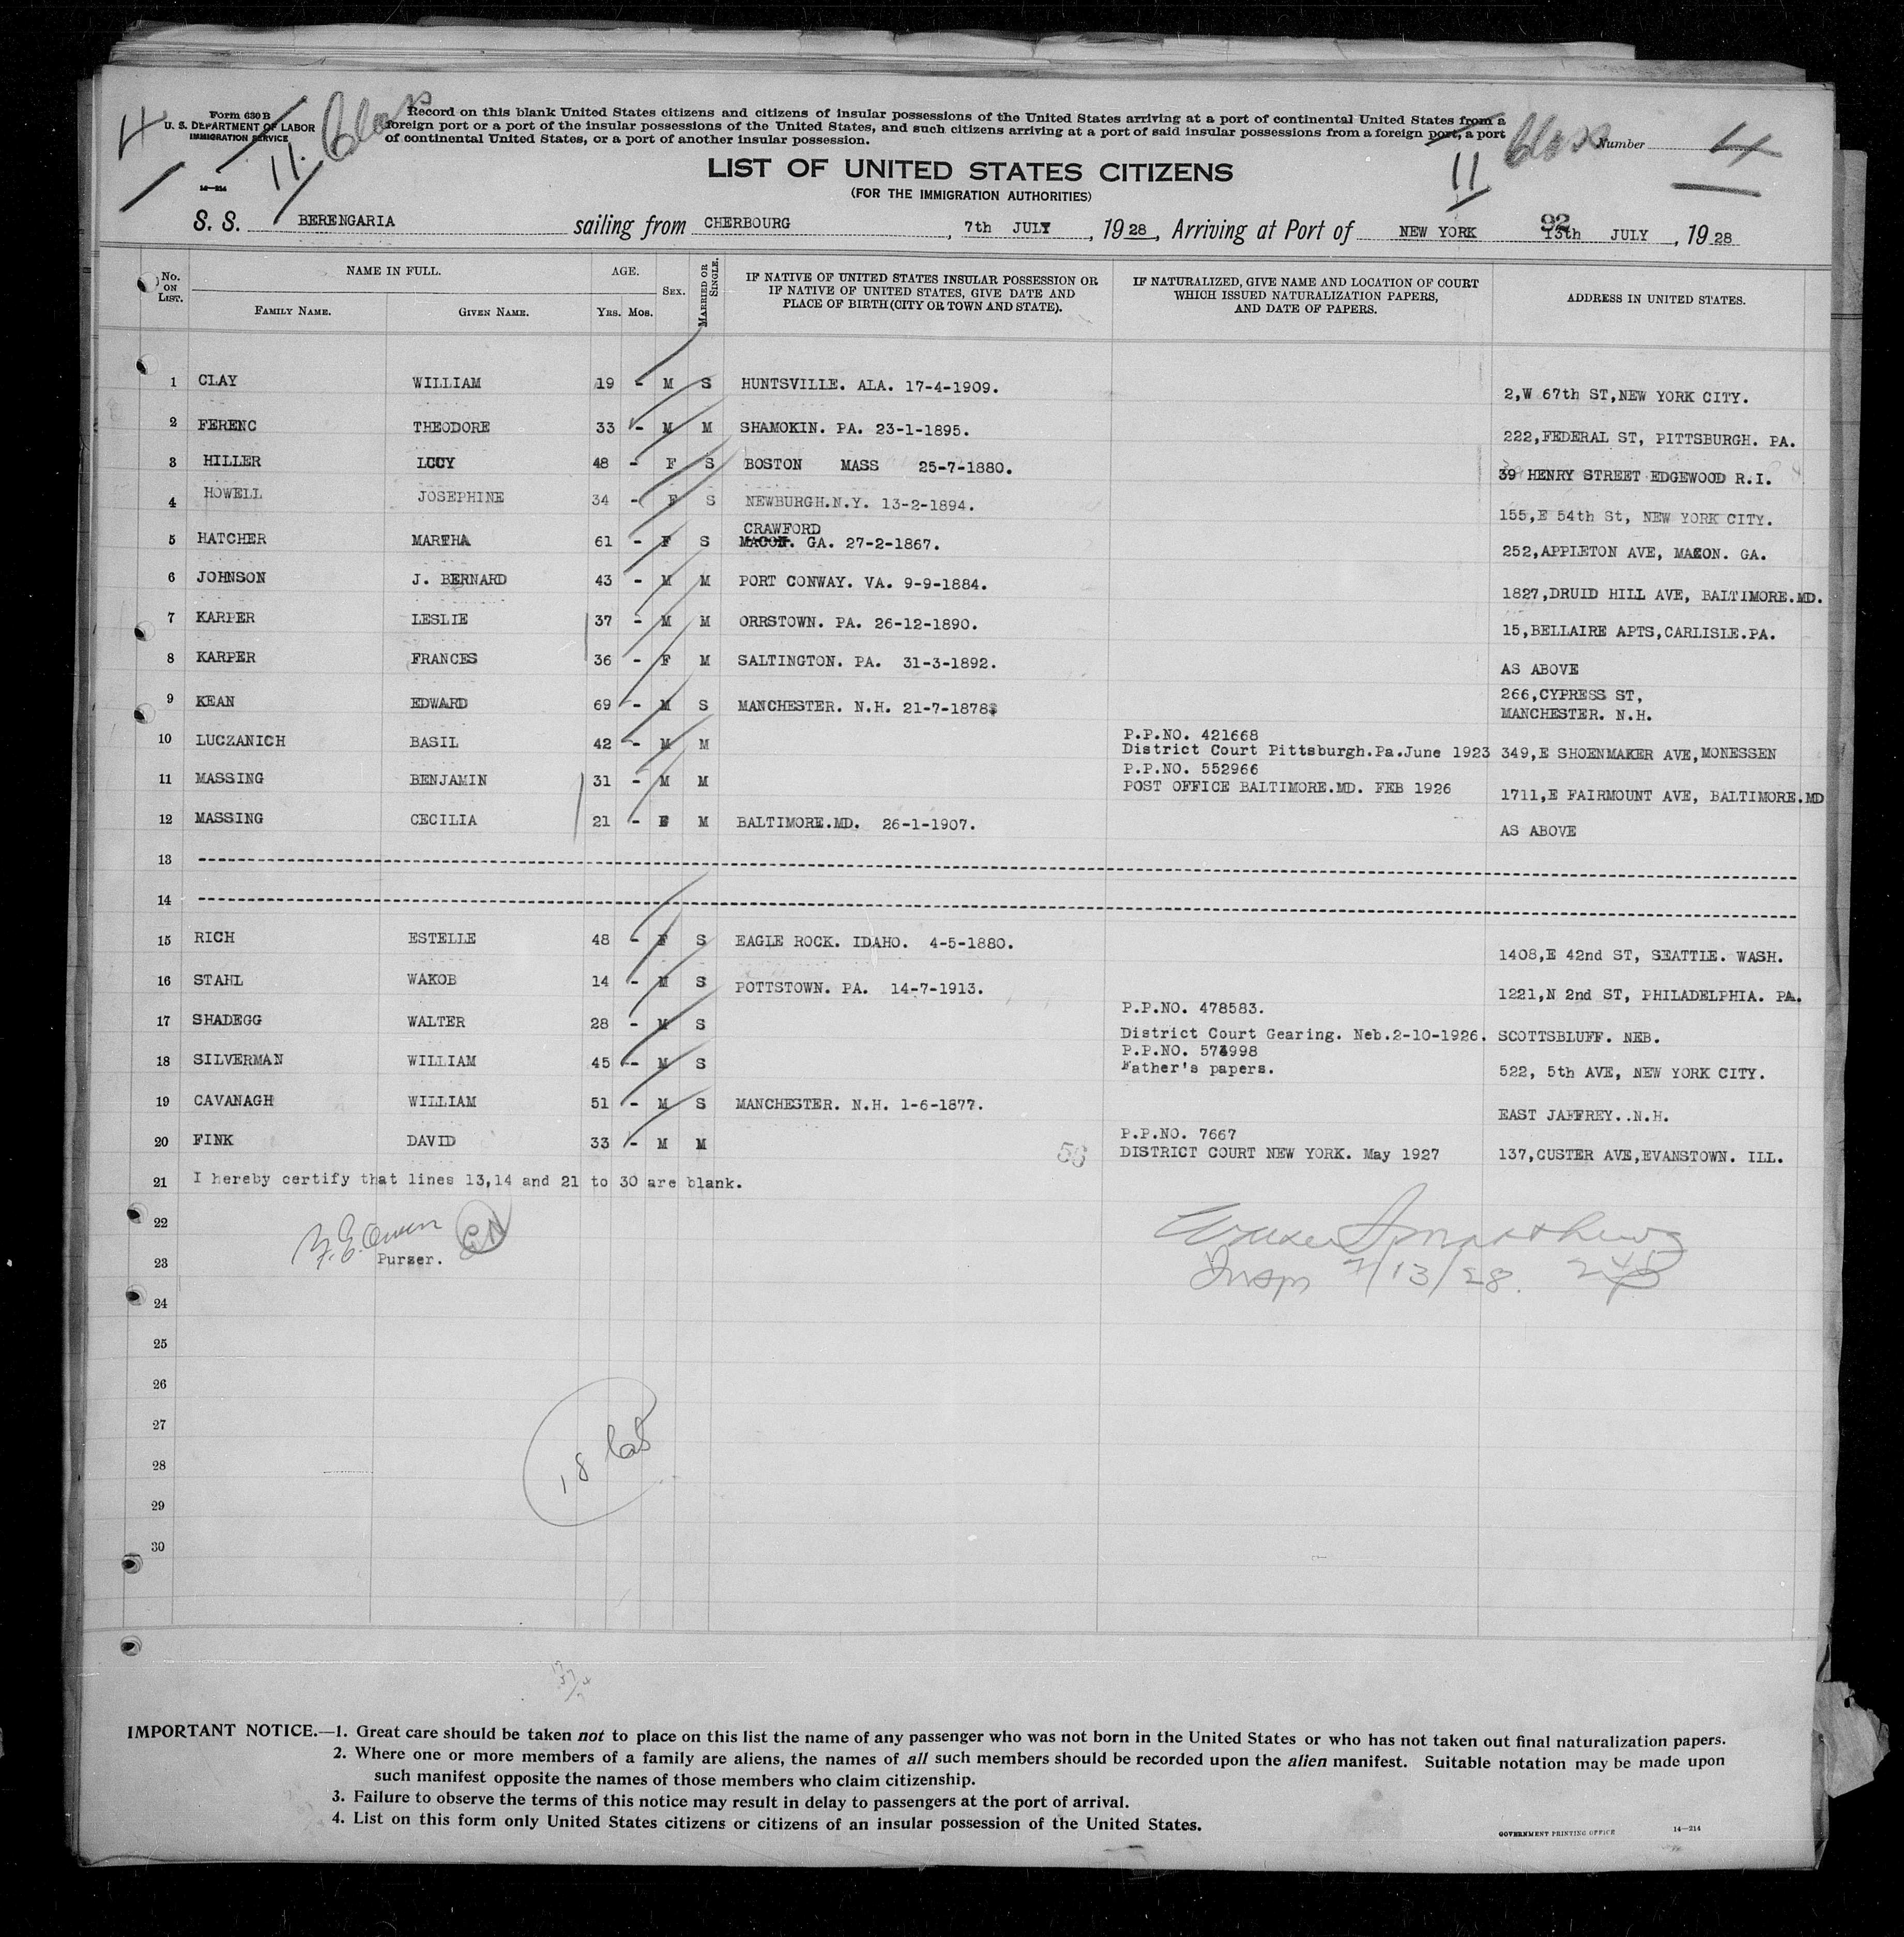 4
Form 630 B
U. S. DEPARTMENT OF LABOR
IMMIGRATION SERVICE
14—214
11. Class
Record on this blank United States citizens and citizens of insular possessions of the United States arriving at a port of continental United States from a
foreign port or a port of the insular possessions of the United States, and such citizens arriving at a port of said insular possessions from a foreign port, a port
of continental United States, or a port of another insular possession.
11 Class
Number 4
LIST OF UNITED STATES CITIZENS
(FOR THE IMMIGRATION AUTHORITIES)
92
S. S. BERENGARIA sailing from CHERBOURG, 7th JULY, 1928, Arriving at Port of NEW YORK 13th JULY, 1928
No. ON LIST. NAME IN FULL. FAMILY NAME. GIVEN NAME. AGE. YRS. MOS. SEX. MARRIED OR SINGLE. IF NATIVE OF UNITED STATES INSULAR POSSESSION OR IF NATIVE OF UNITED STATES, GIVE DATE AND PLACE OF BIRTH (CITY OR TOWN AND STATE). IF NATURALIZED, GIVE NAME AND LOCATION OF COURT WHICH ISSUED NATURALIZATION PAPERS, AND DATE OF PAPERS. ADDRESS IN UNITED STATES.
1 CLAY WILLIAM 19 - M S HUNTSVILLE. ALA. 17-4-1909. 2,W 67th ST,NEW YORK CITY.
2 FERENC THEODORE 33 - M M SHAMOKIN. PA. 23-1-1895. 222,FEDERAL ST, PITTSBURGH. PA.
3 HILLER LUCY 48 - F S BOSTON MASS 25-7-1880. 39 HENRY STREET EDGEWOOD R.I.
4 HOWELL JOSEPHINE 34 - F S NEWBURGH.N.Y. 13-2-1894. 155,E 54th St, NEW YORK CITY.
CRAWFORD
5 HATCHER MARTHA 61 - F S MACON. GA. 27-2-1867. 252,APPLETON AVE, MACON. GA.
6 JOHNSON J. BERNARD 43 - M M PORT CONWAY. VA. 9-9-1884. 1827,DRUID HILL AVE, BALTIMORE.MD.
7 KARPER LESLIE 37 - M M ORRSTOWN. PA. 26-12-1890. 15,BELLAIRE APTS,CARLISLE.PA.
8 KARPER FRANCES 36 - F M SALTINGTON. PA. 31-3-1892. AS ABOVE
9 KEAN EDWARD 69 - M S MANCHESTER. N.H. 21-7-1878 266,CYPRESS ST,
MANCHESTER. N.H.
P.P.NO. 421668
10 LUCZANICH BASIL 42 - M M District Court Pittsburgh.Pa.June 1923 349,E SHOENMAKER AVE,MONESSEN
P.P.NO. 552966
11 MASSING BENJAMIN 31 - M M POST OFFICE BALTIMORE.MD. FEB 1926 1711,E FAIRMOUNT AVE, BALTIMORE.MD
12 MASSING CECILIA 21 - F M BALTIMORE.MD. 26-1-1907. AS ABOVE
13
14
15 RICH ESTELLE 48 - F S EAGLE ROCK. IDAHO. 4-5-1880. 1408,E 42nd ST, SEATTLE. WASH.
16 STAHL WAKOB 14 - M S POTTSTOWN. PA. 14-7-1913. 1221,N 2nd ST, PHILADELPHIA. PA.
P.P.NO. 478583.
17 SHADEGG WALTER 28 - M S District Court Gearing. Neb.2-10-1926. SCOTTSBLUFF. NEB.
P.P.NO. 574998
18 SILVERMAN WILLIAM 45 - M S Father's papers. 522, 5th AVE, NEW YORK CITY.
19 CAVANAGH WILLIAM 51 - M S MANCHESTER. N.H. 1-6-1877. EAST JAFFREY..N.H.
P.P.NO. 7667
20 FINK DAVID 33 - M M 56 DISTRICT COURT NEW YORK. May 1927 137,CUSTER AVE,EVANSTOWN. ILL.
21 I hereby certify that lines 13,14 and 21 to 30 are blank.
22 Owen
23 Purser.
Matthews
Insp 7/13/28.
24
25
26
27
28
18
29
30
IMPORTANT NOTICE.—1. Great care should be taken not to place on this list the name of any passenger who was not born in the United States or who has not taken out final naturalization papers.
2. Where one or more members of a family are aliens, the names of all such members should be recorded upon the alien manifest. Suitable notation may be made upon
such manifest opposite the names of those members who claim citizenship.
3. Failure to observe the terms of this notice may result in delay to passengers at the port of arrival.
4. List on this form only United States citizens or citizens of an insular possession of the United States.
GOVERNMENT PRINTING OFFICE 14—214